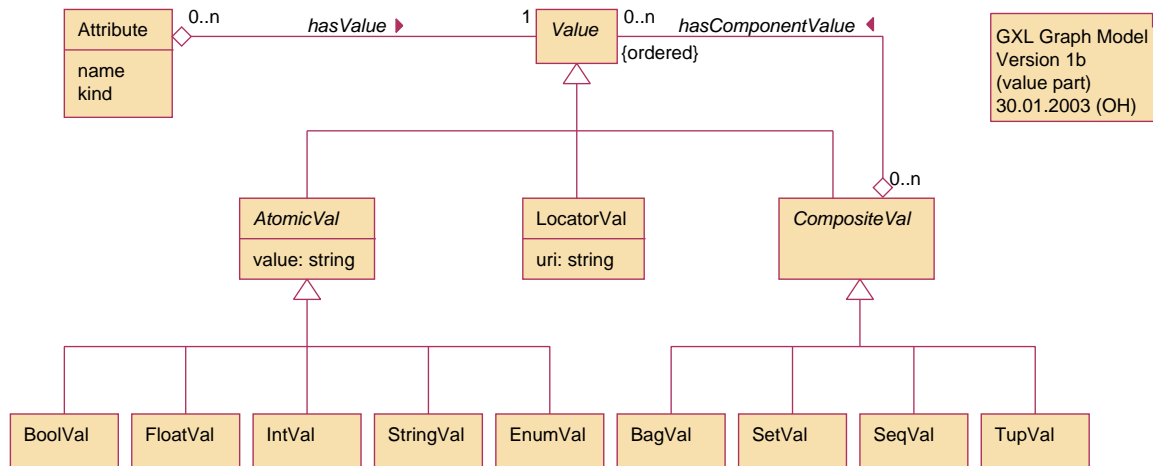 Attribute
name
kind
0..n
hasValue
1
Value
0..n
{ordered}
hasComponentValue
GXL Graph Model
Version 1b
(value part)
30.01.2003 (OH)
0..n
AtomicVal
value: string
LocatorVal
uri: string
CompositeVal
BoolVal
FloatVal
IntVal
StringVal
EnumVal
BagVal
SetVal
SeqVal
TupVal